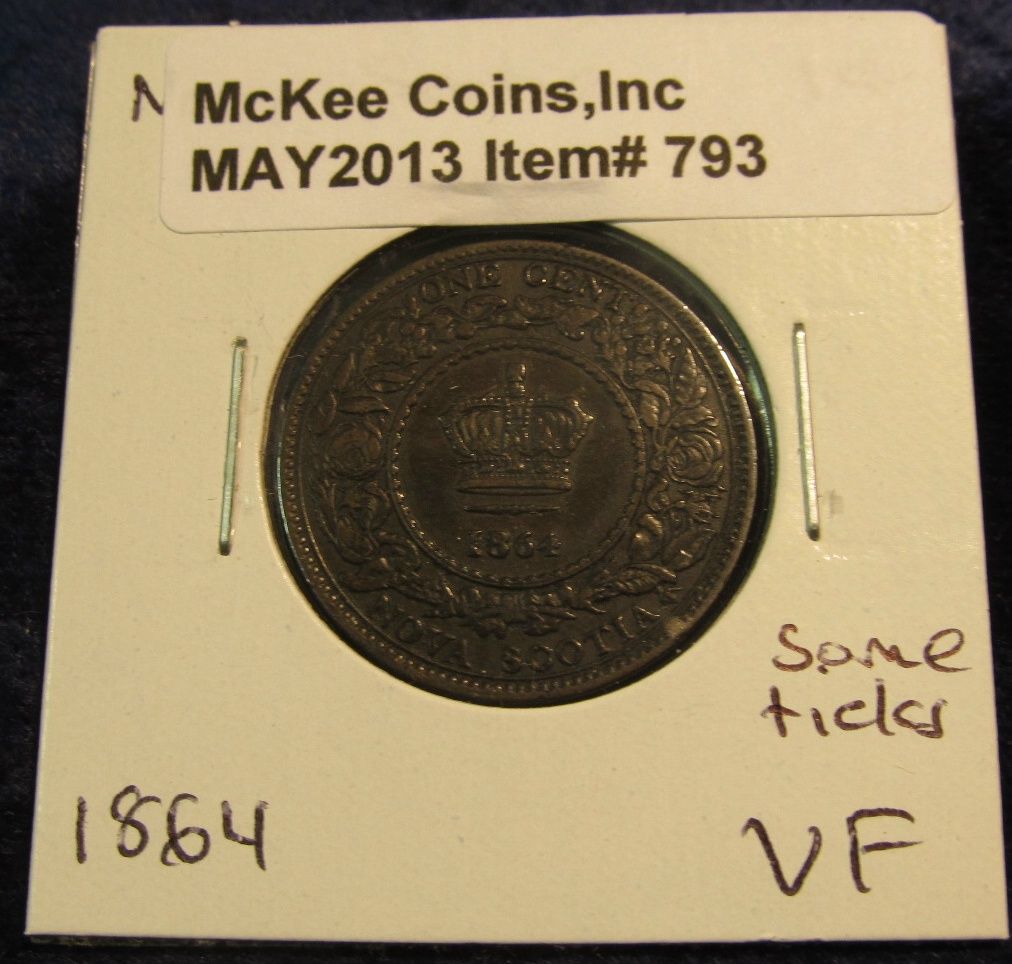 McKee Coins,Inc
MAY2013 Item# 793
N
ONE CENT
1864
NOVA SCOTIA
some
ticks
1864
VF